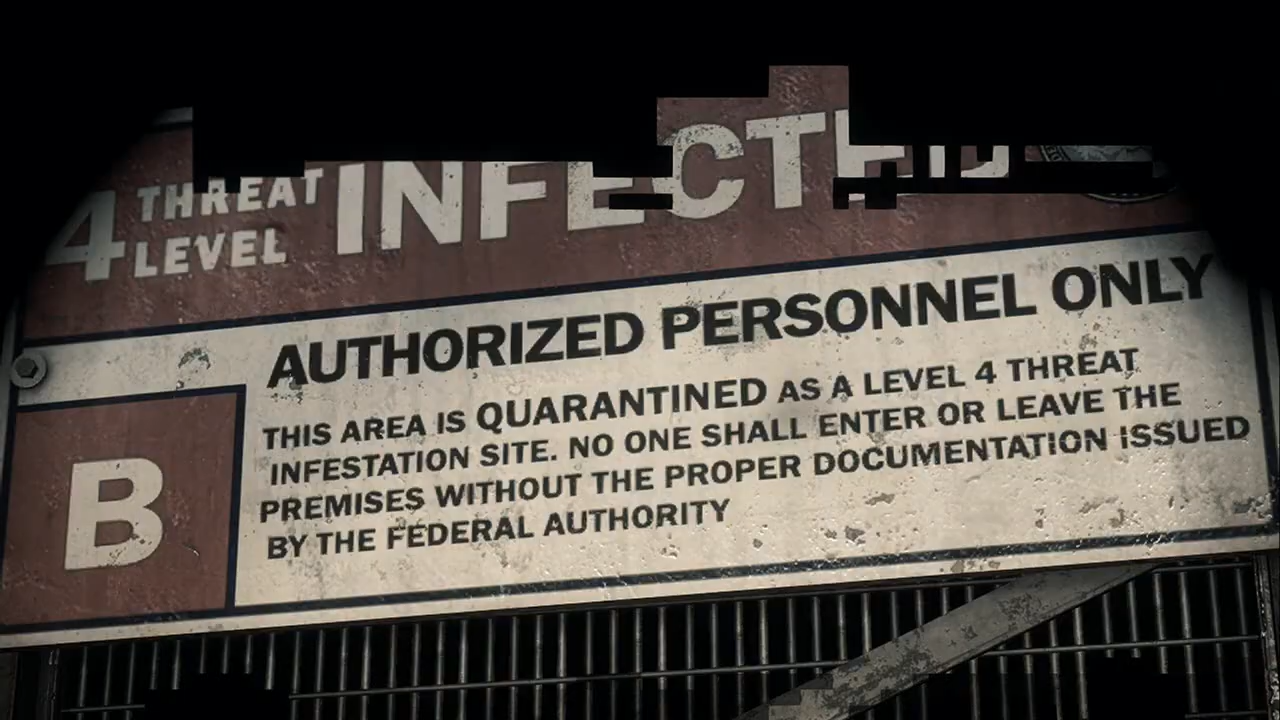 4 THREAT LEVEL INFECTED
AUTHORIZED PERSONNEL ONLY
THIS AREA IS QUARANTINED AS A LEVEL 4 THREAT
INFESTATION SITE. NO ONE SHALL ENTER OR LEAVE THE
PREMISES WITHOUT THE PROPER DOCUMENTATION ISSUED
BY THE FEDERAL AUTHORITY
B